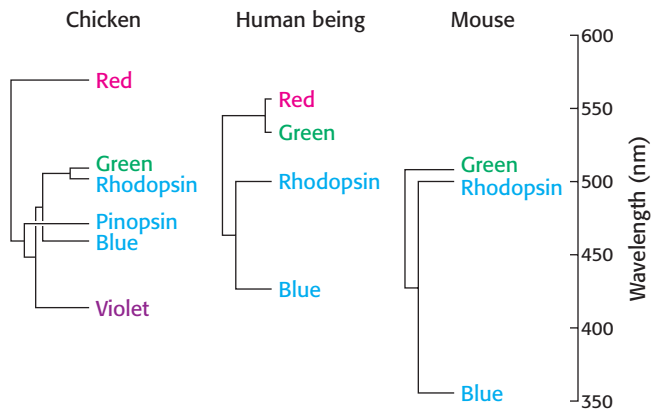 Chicken
Human being
Mouse
Red
Green
Rhodopsin
Pinopsin
Blue
Violet
Red
Green
Rhodopsin
Blue
Green
Rhodopsin
Blue
600
550
500
450
400
350
Wavelength (nm)